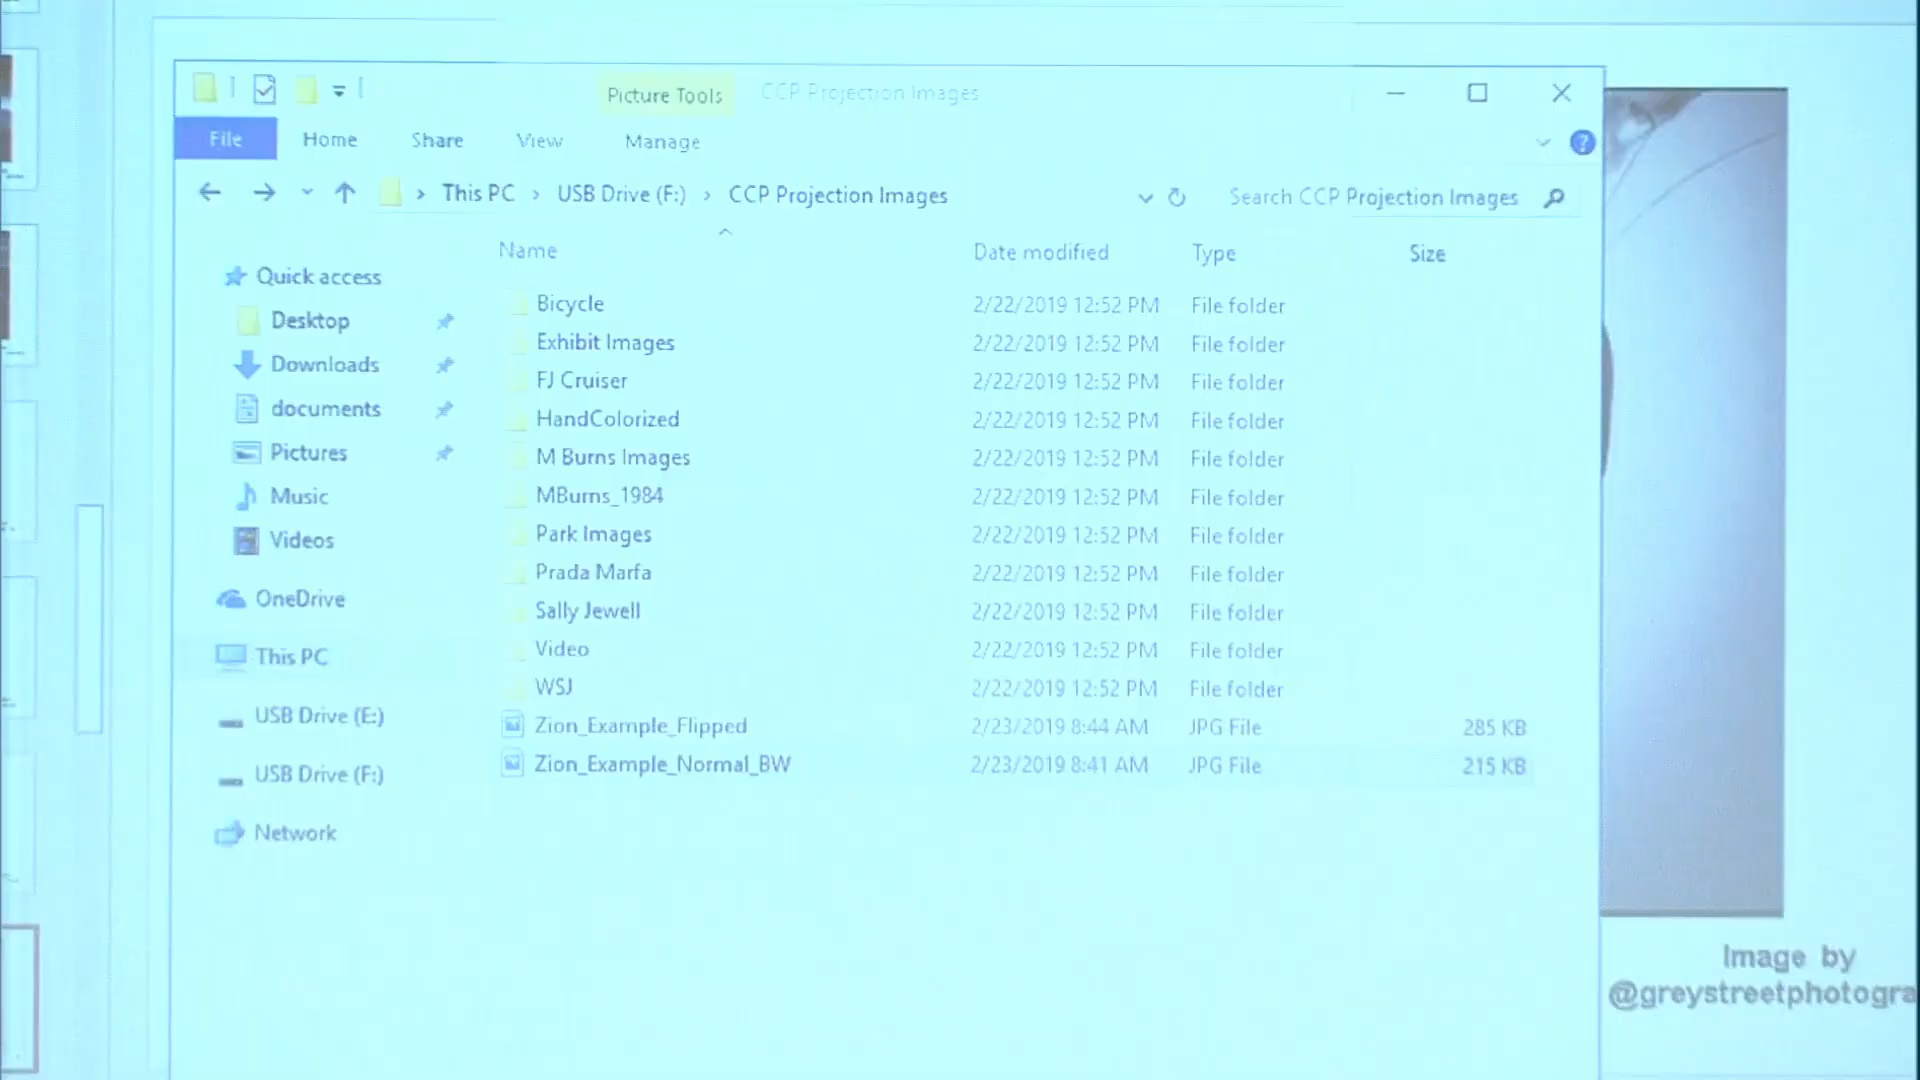 Picture Tools CCP Projection Images
File Home Share View Manage
This PC › USB Drive (F:) › CCP Projection Images Search CCP Projection Images
Name Date modified Type Size
Quick access
Desktop
Downloads
documents
Pictures
Music
Videos
OneDrive
This PC
USB Drive (E:)
USB Drive (F:)
Network
Bicycle 2/22/2019 12:52 PM File folder
Exhibit Images 2/22/2019 12:52 PM File folder
FJ Cruiser 2/22/2019 12:52 PM File folder
HandColorized 2/22/2019 12:52 PM File folder
M Burns Images 2/22/2019 12:52 PM File folder
MBurns_1984 2/22/2019 12:52 PM File folder
Park Images 2/22/2019 12:52 PM File folder
Prada Marfa 2/22/2019 12:52 PM File folder
Sally Jewell 2/22/2019 12:52 PM File folder
Video 2/22/2019 12:52 PM File folder
WSJ 2/22/2019 12:52 PM File folder
Zion_Example_Flipped 2/23/2019 8:44 AM JPG File 285 KB
Zion_Example_Normal_BW 2/23/2019 8:41 AM JPG File 215 KB
Image by
@greystreetphotogra